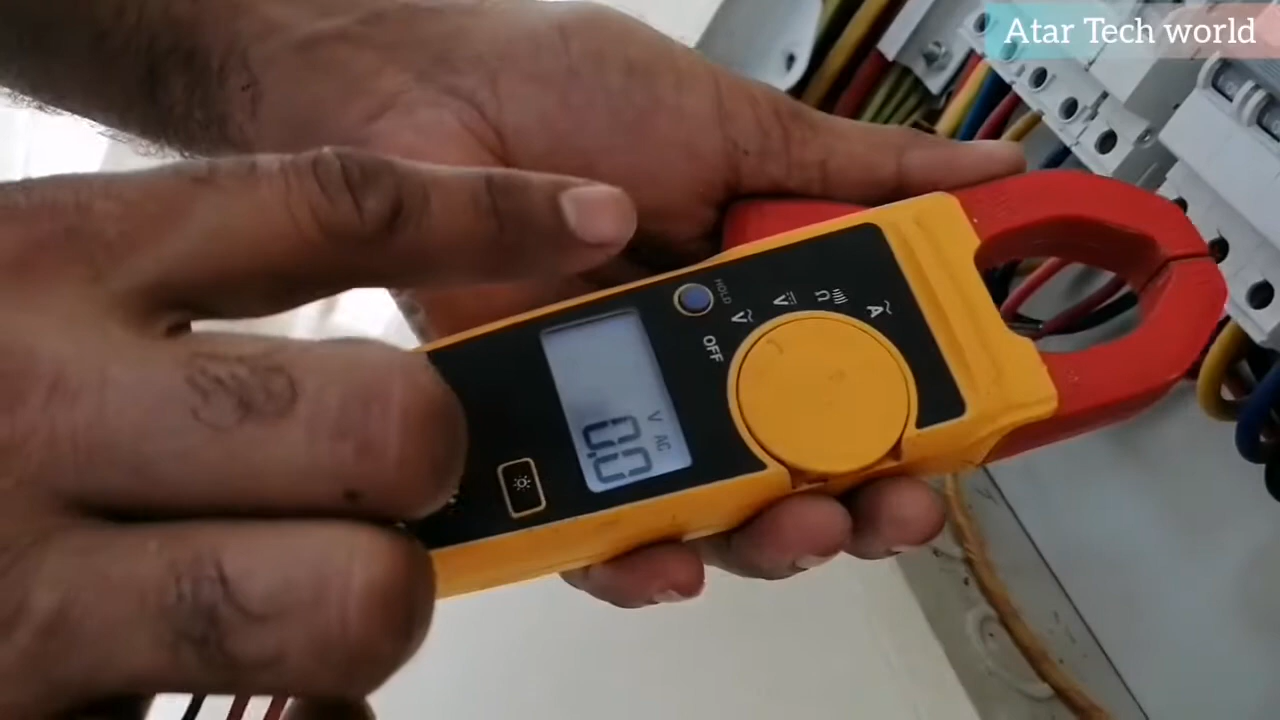 Atar Tech world
HOLD
OFF
V
V
Ω
A
V AC
0.0